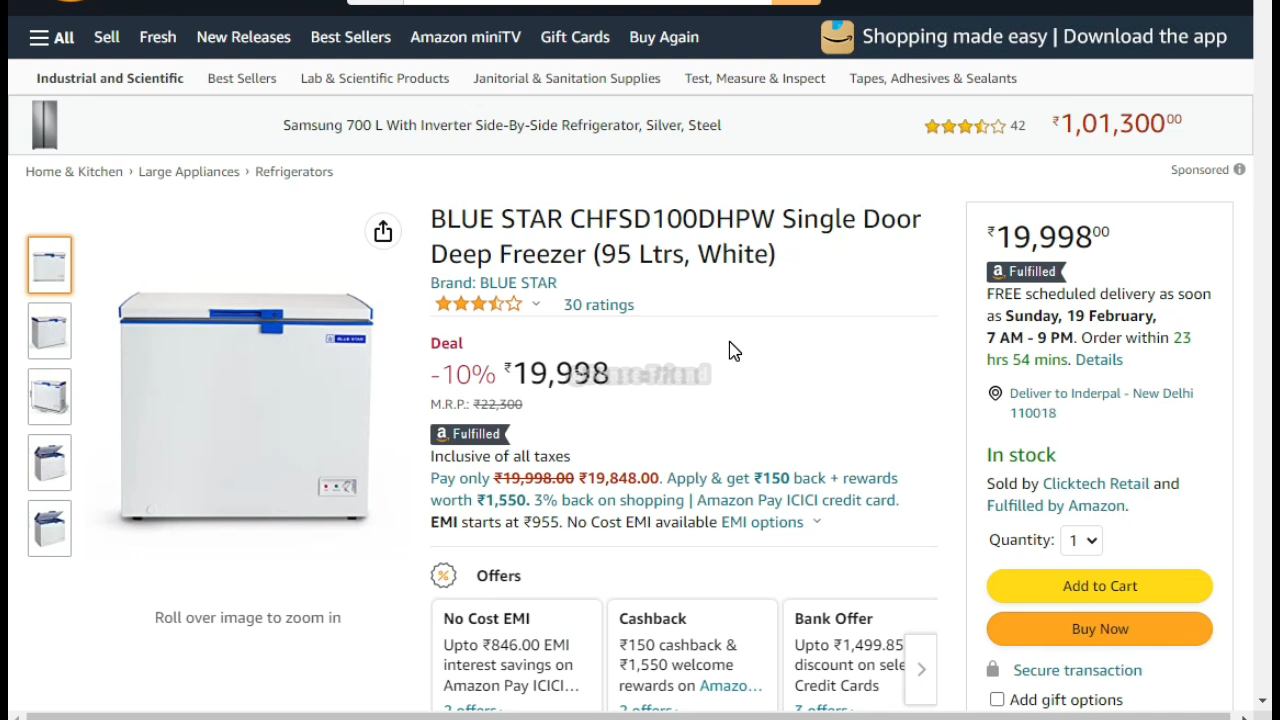 All
Sell
Fresh
New Releases
Best Sellers
Amazon miniTV
Gift Cards
Buy Again
Shopping made easy | Download the app
Industrial and Scientific
Best Sellers
Lab & Scientific Products
Janitorial & Sanitation Supplies
Test, Measure & Inspect
Tapes, Adhesives & Sealants
Samsung 700 L With Inverter Side-By-Side Refrigerator, Silver, Steel
42
₹1,01,30000
Sponsored
Home & Kitchen › Large Appliances › Refrigerators
BLUE STAR
Roll over image to zoom in
BLUE STAR CHFSD100DHPW Single Door
Deep Freezer (95 Ltrs, White)
Brand: BLUE STAR
30 ratings
Deal
-10% ₹19,998
M.R.P.: ₹22,300
a Fulfilled
Inclusive of all taxes
Pay only ₹19,998.00 ₹19,848.00. Apply & get ₹150 back + rewards
worth ₹1,550. 3% back on shopping | Amazon Pay ICICI credit card.
EMI starts at ₹955. No Cost EMI available EMI options
% Offers
No Cost EMI
Upto ₹846.00 EMI
interest savings on
Amazon Pay ICICI...
2 offers
Cashback
₹150 cashback &
₹1,550 welcome
rewards on Amazo...
2 offers
Bank Offer
Upto ₹1,499.85
discount on sele
Credit Cards
3 offers
₹19,99800
a Fulfilled
FREE scheduled delivery as soon
as Sunday, 19 February,
7 AM - 9 PM. Order within 23
hrs 54 mins. Details
Deliver to Inderpal - New Delhi
110018
In stock
Sold by Clicktech Retail and
Fulfilled by Amazon.
Quantity: 1
Add to Cart
Buy Now
Secure transaction
Add gift options